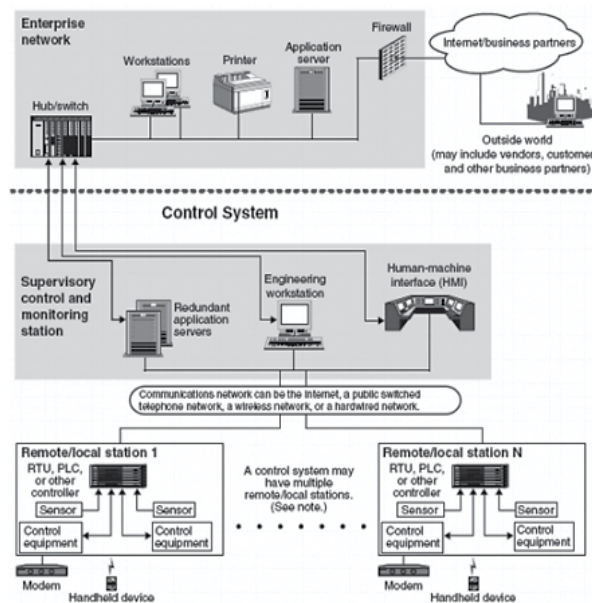 Enterprise
network
Firewall
Internet/business partners
Workstations
Printer
Application
server
Hub/switch
Outside world
(may include vendors, customer
and other business partners)
Control System
Supervisory
control and
monitoring
station
Redundant
application
servers
Engineering
workstation
Human-machine
interface (HMI)
Communications network can be the Internet, a public switched
telephone network, a wireless network, or a hardwired network.
Remote/local station 1
RTU, PLC,
or other
controller
Sensor
Sensor
Control
equipment
Control
equipment
Modem
Handheld device
A control system may
have multiple
remote/local stations.
(See note.)
Remote/local station N
RTU, PLC,
or other
controller
Sensor
Sensor
Control
equipment
Control
equipment
Modem
Handheld device